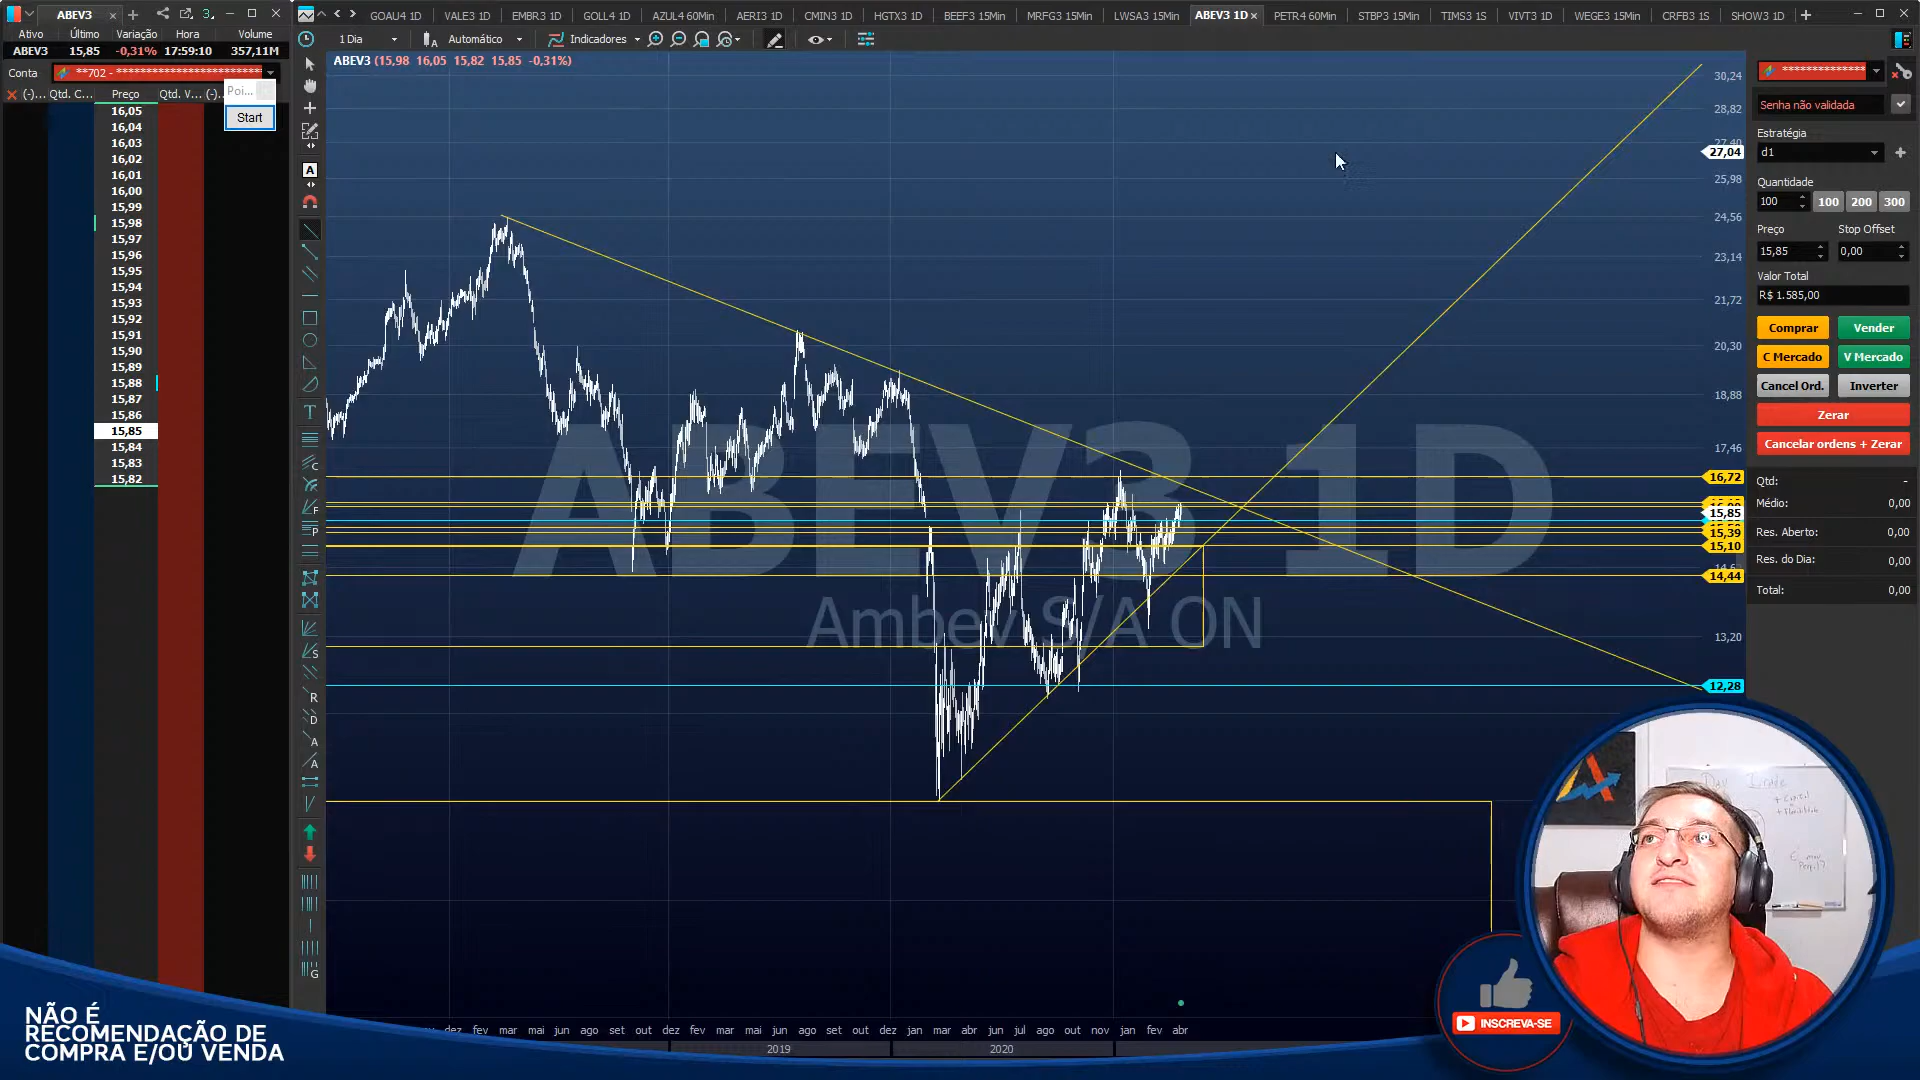 ABEV3
GOAU4 1D
VALE3 1D
EMBR3 1D
GOLL4 1D
AZUL4 60Min
AERI3 1D
CMIN3 1D
HGTX3 1D
BEEF3 15Min
MRFG3 15Min
LWSA3 15Min
ABEV3 1D
PETR4 60Min
STBP3 15Min
TIMS3 1S
VIVT3 1D
WEGE3 15Min
CRFB3 1S
SHOW3 1D
Ativo Último Variação Hora Volume
ABEV3 15,85 -0,31% 17:59:10 357,11M
1 Dia
Automático
Indicadores
Conta **702 - *************************
Poi...
Start
(-)... Qtd. C... Preço Qtd. V... (-)...
16,05
16,04
16,03
16,02
16,01
16,00
15,99
15,98
15,97
15,96
15,95
15,94
15,93
15,92
15,91
15,90
15,89
15,88
15,87
15,86
15,85
15,84
15,83
15,82
ABEV3 (15,98 16,05 15,82 15,85 -0,31%)
ABEV3 1D
Ambev S/A ON
30,24
28,82
27,40
27,04
25,98
24,56
23,14
21,72
20,30
18,88
17,46
16,72
15,85
15,39
15,10
14,44
13,20
12,28
dez fev mar mai jun ago set out dez fev mar mai jun ago set out dez jan mar abr jun jul ago out nov jan fev abr
2019
2020
***************
Senha não validada
Estratégia
d1
Quantidade
100 100 200 300
Preço Stop Offset
15,85 0,00
Valor Total
R$ 1.585,00
Comprar Vender
C Mercado V Mercado
Cancel Ord. Inverter
Zerar
Cancelar ordens + Zerar
Qtd: -
Médio: 0,00
Res. Aberto: 0,00
Res. do Dia: 0,00
Total: 0,00
Day Trade
+ Capital
INSCREVA-SE
NÃO É
RECOMENDAÇÃO DE
COMPRA E/OU VENDA